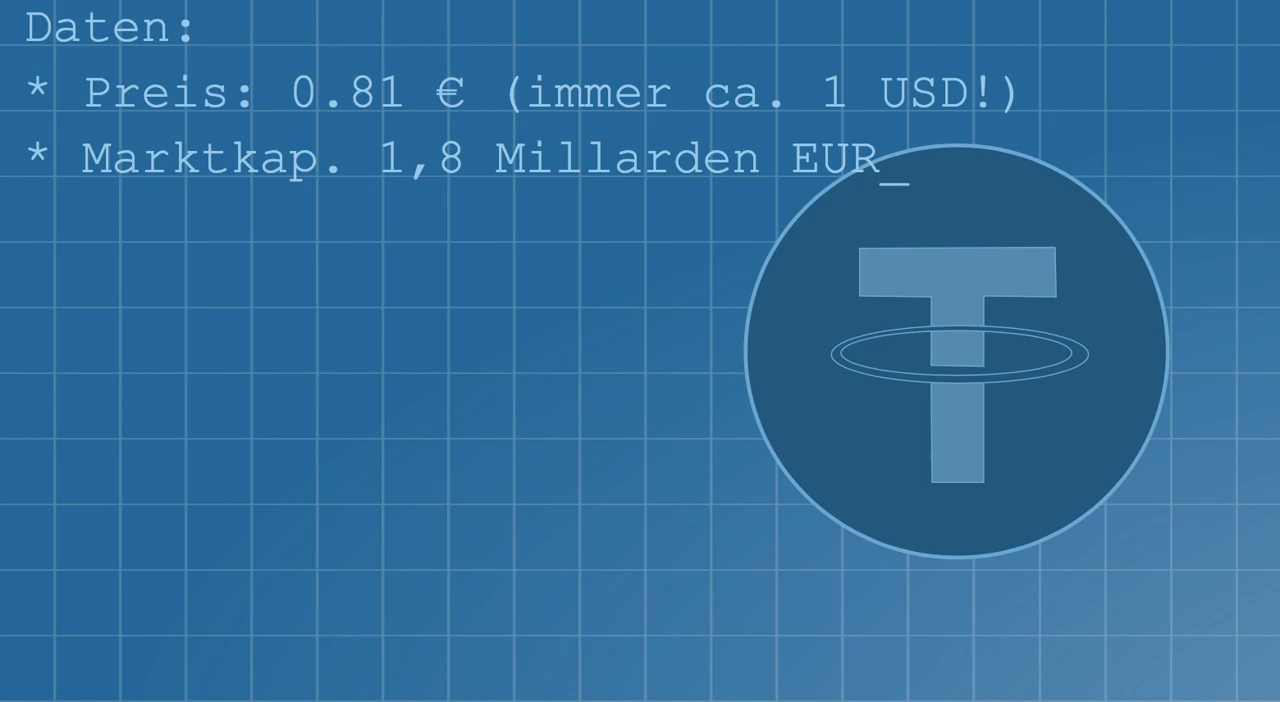 Daten:
* Preis: 0.81 € (immer ca. 1 USD!)
* Marktkap. 1,8 Millarden EUR_